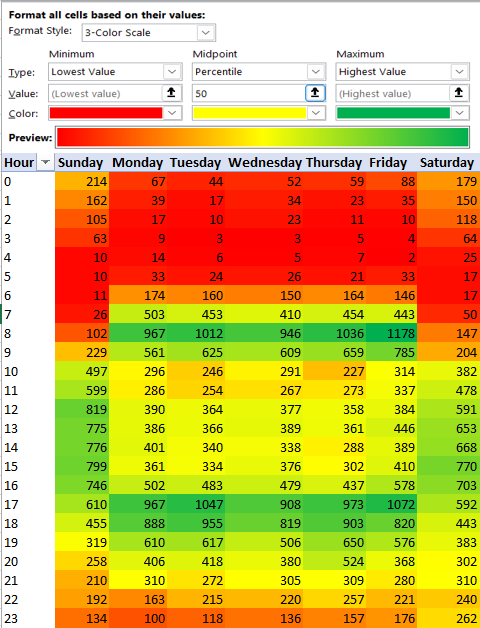 Format all cells based on their values:
Format Style: 3-Color Scale
Minimum Midpoint Maximum
Type: Lowest Value Percentile Highest Value
Value: (Lowest value) 50 (Highest value)
Color:
Preview:
Hour Sunday Monday Tuesday Wednesday Thursday Friday Saturday
0 214 67 44 52 59 88 179
1 162 39 17 34 23 35 150
2 105 17 10 23 11 10 118
3 63 9 3 3 5 4 64
4 10 14 6 5 7 2 25
5 10 33 24 26 21 33 17
6 11 174 160 150 164 146 17
7 26 503 453 410 454 443 50
8 102 967 1012 946 1036 1178 147
9 229 561 625 609 659 785 204
10 497 296 246 291 227 314 382
11 599 286 254 267 273 337 478
12 819 390 364 377 358 384 591
13 775 386 366 389 361 446 653
14 776 401 340 338 288 389 668
15 799 361 334 376 302 410 770
16 746 502 483 479 437 578 703
17 610 967 1047 908 973 1072 592
18 455 888 955 819 903 820 443
19 319 610 617 506 650 576 383
20 258 406 418 380 524 368 302
21 210 310 272 305 309 280 310
22 192 163 215 220 257 221 240
23 134 100 118 136 157 176 262